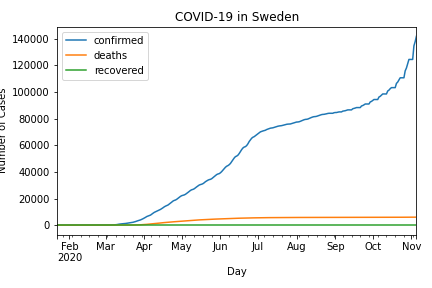 COVID-19 in Sweden
confirmed
deaths
recovered
140000
120000
100000
80000
60000
40000
20000
0
Number of Cases
Feb Mar Apr May Jun Jul Aug Sep Oct Nov
2020
Day